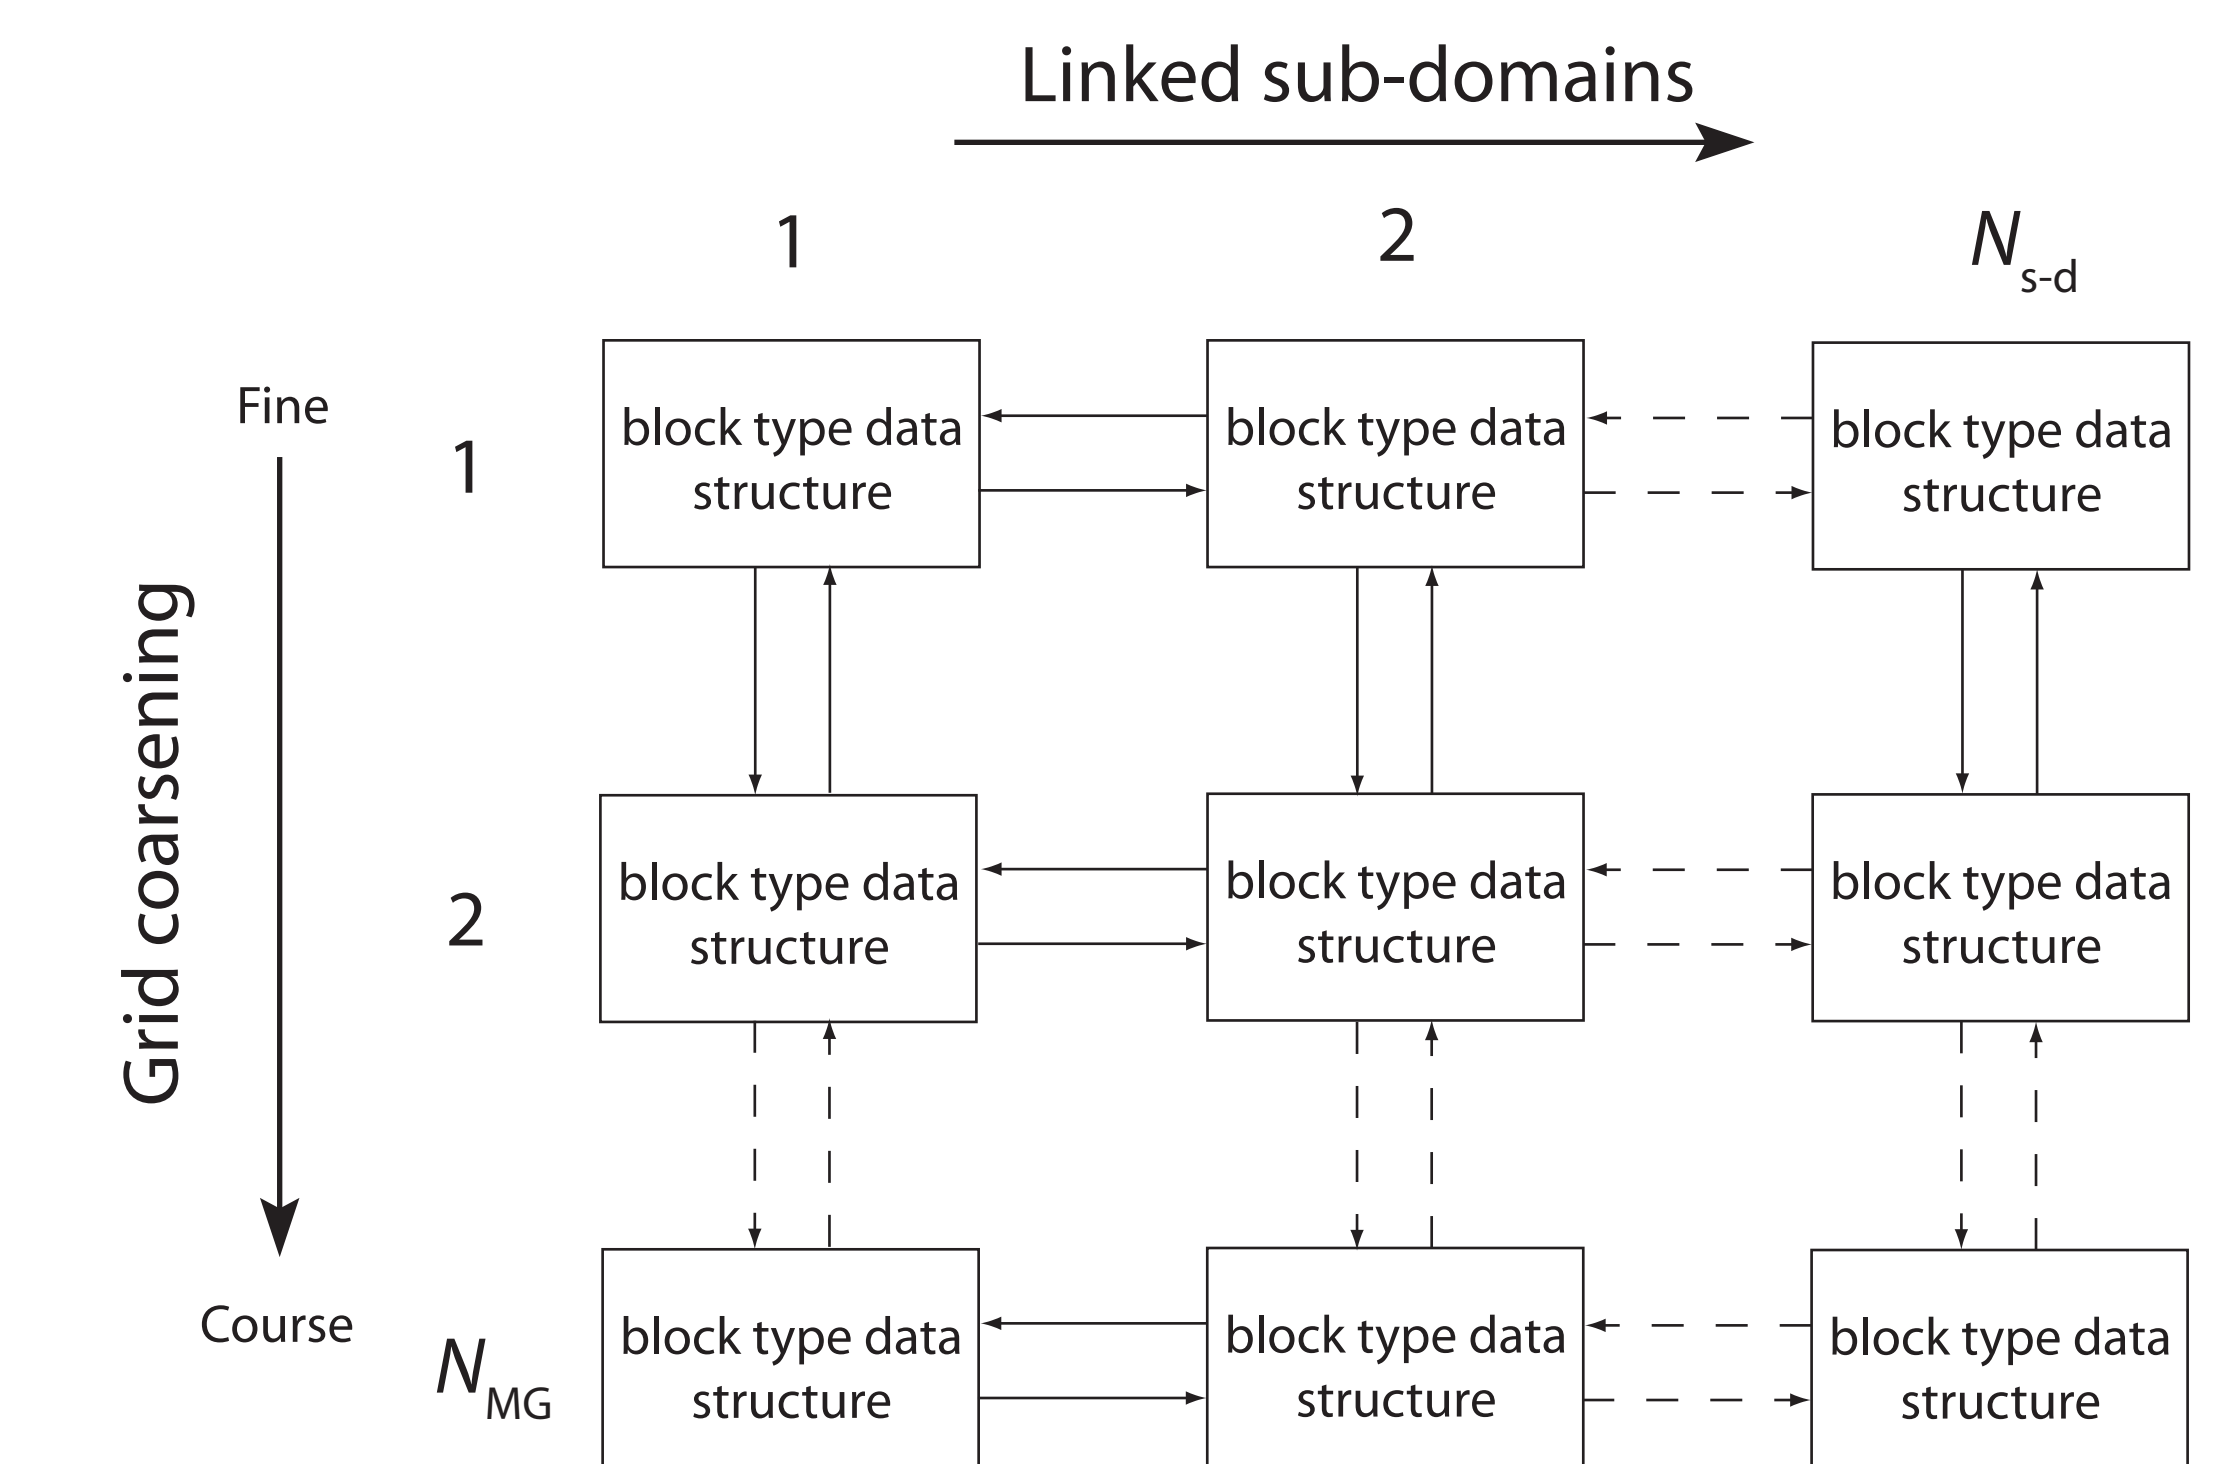 Linked sub-domains
1
2
N s-d
Fine
1
block type data
structure
block type data
structure
block type data
structure
Grid coarsening
2
block type data
structure
block type data
structure
block type data
structure
Course
N MG
block type data
structure
block type data
structure
block type data
structure